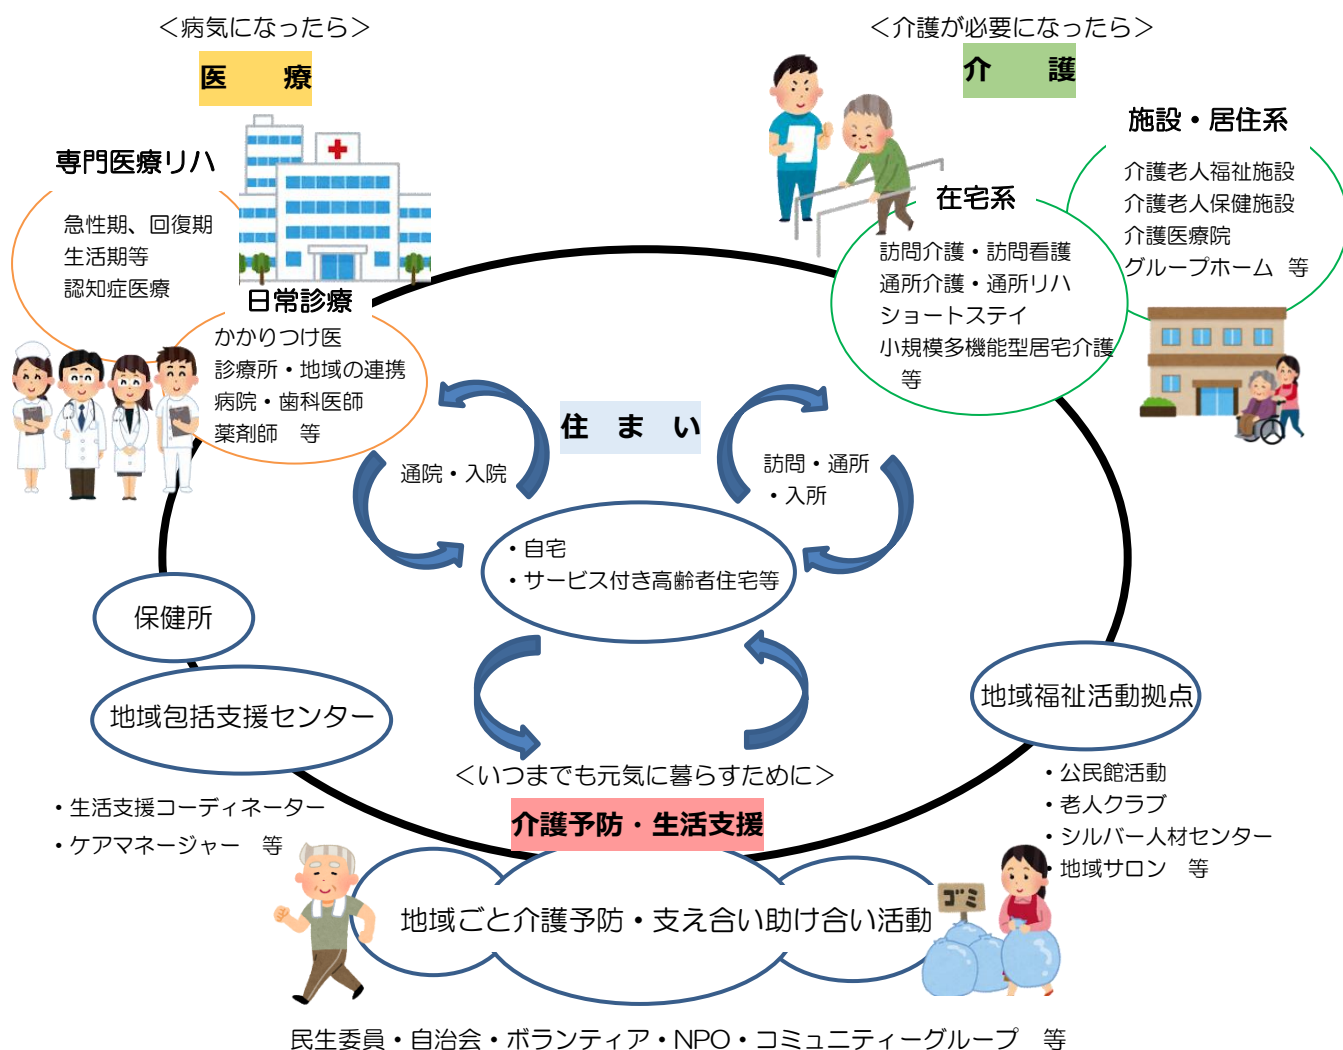 ＜病気になったら＞
医　療
専門医療リハ
急性期、回復期
生活期等
認知症医療
日常診療
かかりつけ医
診療所・地域の連携
病院・歯科医師
薬剤師　等
＜介護が必要になったら＞
介　護
施設・居住系
介護老人福祉施設
介護老人保健施設
介護医療院
グループホーム　等
在宅系
訪問介護・訪問看護
通所介護・通所リハ
ショートステイ
小規模多機能型居宅介護
等
住　ま　い
通院・入院
訪問・通所
・入所
・自宅
・サービス付き高齢者住宅等
保健所
地域包括支援センター
・生活支援コーディネーター
・ケアマネージャー　等
地域福祉活動拠点
・公民館活動
・老人クラブ
・シルバー人材センター
・地域サロン　等
＜いつまでも元気に暮らすために＞
介護予防・生活支援
地域ごと介護予防・支え合い助け合い活動
ゴミ
民生委員・自治会・ボランティア・NPO・コミュニティーグループ　等